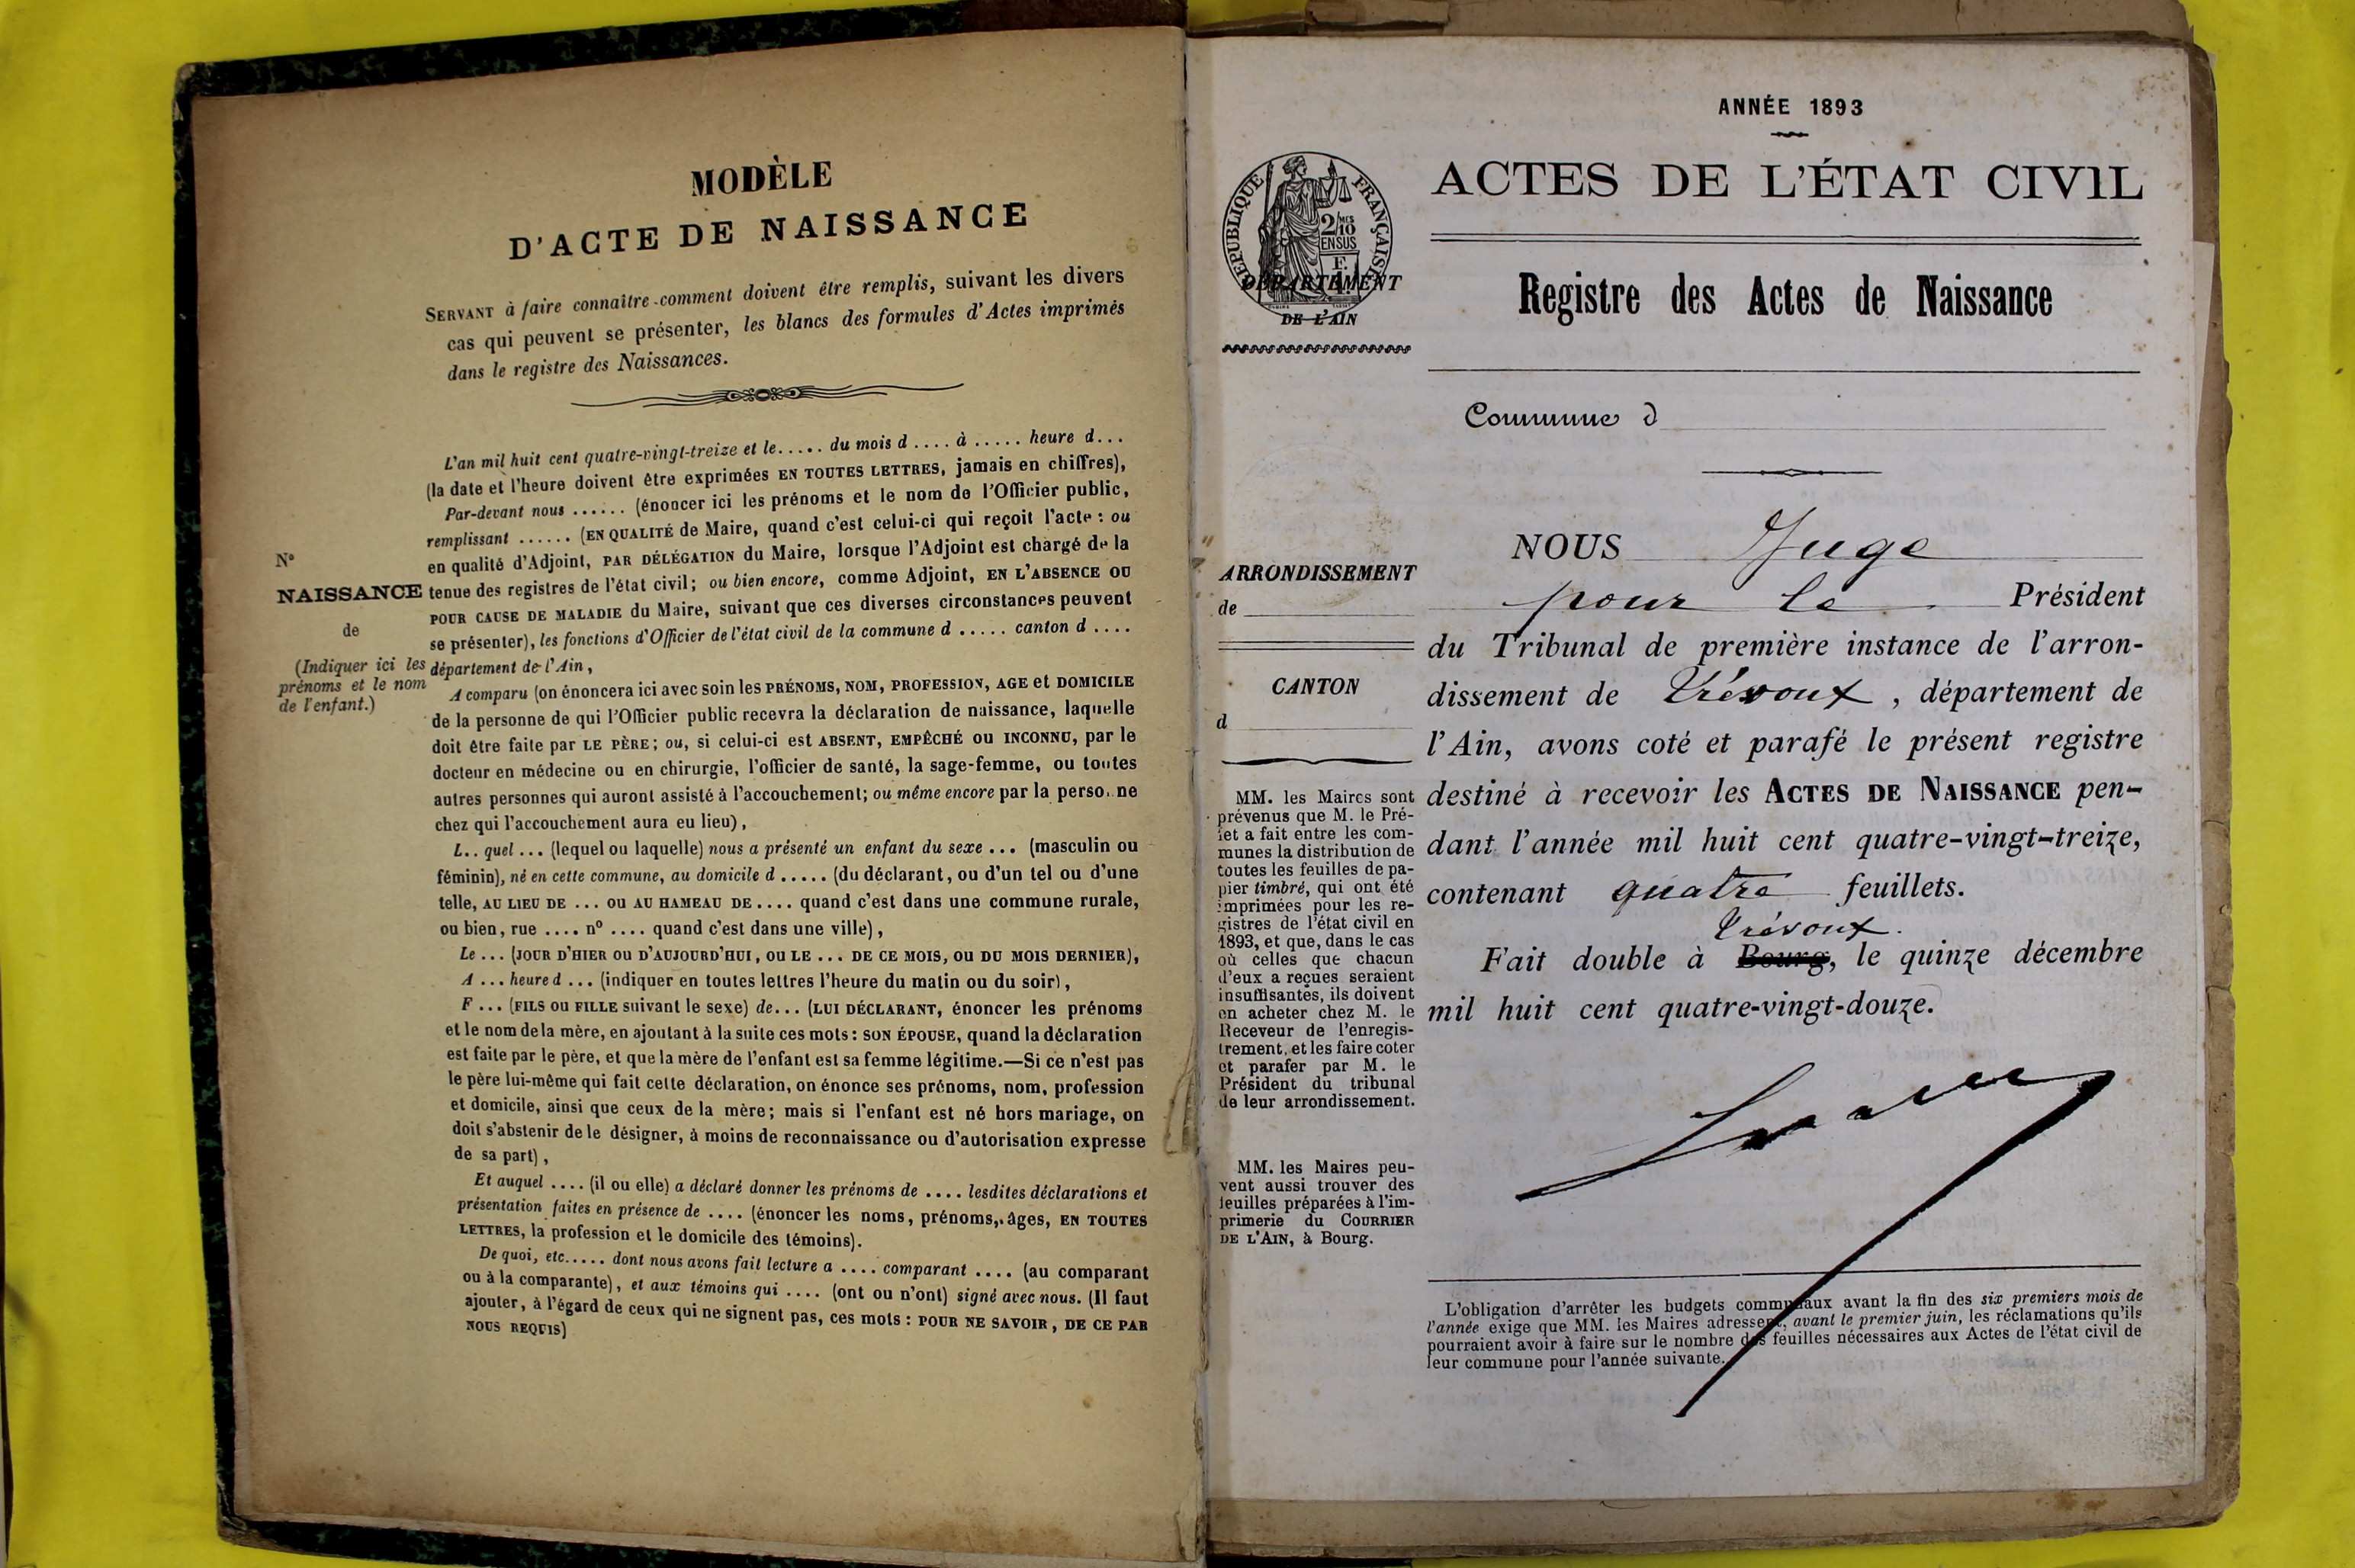 MODÈLE
D'ACTE DE NAISSANCE
SERVANT à faire connaître comment doivent être remplis, suivant les divers
cas qui peuvent se présenter, les blancs des formules d'Actes imprimés
dans le registre des Naissances.
L'an mil huit cent quatre-vingt-treize et le..... du mois d .... à ..... heure d...
(la date et l'heure doivent être exprimées EN TOUTES LETTRES, jamais en chiffres),
Par-devant nous ...... (énoncer ici les prénoms et le nom de l'Officier public,
remplissant ...... (EN QUALITÉ de Maire, quand c'est celui-ci qui reçoit l'acte : ou
en qualité d'Adjoint, PAR DÉLÉGATION du Maire, lorsque l'Adjoint est chargé de la
tenue des registres de l'état civil; ou bien encore, comme Adjoint, EN L'ABSENCE OU
POUR CAUSE DE MALADIE du Maire, suivant que ces diverses circonstances peuvent
se présenter), les fonctions d'Officier de l'état civil de la commune d ..... canton d ....
département de l'Ain,
A comparu (on énoncera ici avec soin les PRÉNOMS, NOM, PROFESSION, AGE et DOMICILE
de la personne de qui l'Officier public recevra la déclaration de naissance, laquelle
doit être faite par LE PÈRE; ou, si celui-ci est ABSENT, EMPÊCHÉ OU INCONNU, par le
docteur en médecine ou en chirurgie, l'officier de santé, la sage-femme, ou toutes
autres personnes qui auront assisté à l'accouchement; ou même encore par la perso..ne
chez qui l'accouchement aura eu lieu),
L.. quel ... (lequel ou laquelle) nous a présenté un enfant du sexe ... (masculin ou
féminin), né en cette commune, au domicile d ..... (du déclarant, ou d'un tel ou d'une
telle, AU LIEU DE ... OU AU HAMEAU DE .... quand c'est dans une commune rurale,
ou bien, rue .... n° .... quand c'est dans une ville),
Le ... (JOUR D'HIER OU D'AUJOURD'HUI, OU LE ... DE CE MOIS, OU DU MOIS DERNIER),
A ... heure d ... (indiquer en toutes lettres l'heure du matin ou du soir),
F ... (FILS OU FILLE suivant le sexe) de... (LUI DÉCLARANT, énoncer les prénoms
et le nom de la mère, en ajoutant à la suite ces mots : SON ÉPOUSE, quand la déclaration
est faite par le père, et que la mère de l'enfant est sa femme légitime.—Si ce n'est pas
le père lui-même qui fait cette déclaration, on énonce ses prénoms, nom, profession
et domicile, ainsi que ceux de la mère; mais si l'enfant est né hors mariage, on
doit s'abstenir de le désigner, à moins de reconnaissance ou d'autorisation expresse
de sa part),
Et auquel .... (il ou elle) a déclaré donner les prénoms de .... lesdites déclarations et
présentation faites en présence de .... (énoncer les noms, prénoms, âges, EN TOUTES
LETTRES, la profession et le domicile des témoins).
De quoi, etc..... dont nous avons fait lecture a .... comparant .... (au comparant
ou à la comparante), et aux témoins qui .... (ont ou n'ont) signé avec nous. (Il faut
ajouter, à l'égard de ceux qui ne signent pas, ces mots : POUR NE SAVOIR, DE CE PAR
NOUS REQUIS)
N°
NAISSANCE
de
(Indiquer ici les
prénoms et le nom
de l'enfant.)
ANNÉE 1893
RÉPUBLIQUE FRANÇAISE
2/10 MES
EN SUS
DÉPARTEMENT
DE L'AIN
ACTES DE L'ÉTAT CIVIL
Registre des Actes de Naissance
Commune d
ARRONDISSEMENT
de
CANTON
d
MM. les Maires sont
prévenus que M. le Pré-
fet a fait entre les com-
munes la distribution de
toutes les feuilles de pa-
pier timbré, qui ont été
imprimées pour les re-
gistres de l'état civil en
1893, et que, dans le cas
où celles que chacun
d'eux a reçues seraient
insuffisantes, ils doivent
en acheter chez M. le
Receveur de l'enregis-
trement, et les faire coter
et parafer par M. le
Président du tribunal
de leur arrondissement.
MM. les Maires peu-
vent aussi trouver des
feuilles préparées à l'im-
primerie du COURRIER
DE L'AIN, à Bourg.
NOUS Juge
pour le Président
du Tribunal de première instance de l'arron-
dissement de Trévoux, département de
l'Ain, avons coté et parafé le présent registre
destiné à recevoir les ACTES DE NAISSANCE pen-
dant l'année mil huit cent quatre-vingt-treize,
contenant quatre feuillets.
Trévoux.
Fait double à Bourg, le quinze décembre
mil huit cent quatre-vingt-douze.
L'obligation d'arrêter les budgets communaux avant la fin des six premiers mois de
l'année exige que MM. les Maires adressent, avant le premier juin, les réclamations qu'ils
pourraient avoir à faire sur le nombre des feuilles nécessaires aux Actes de l'état civil de
leur commune pour l'année suivante.